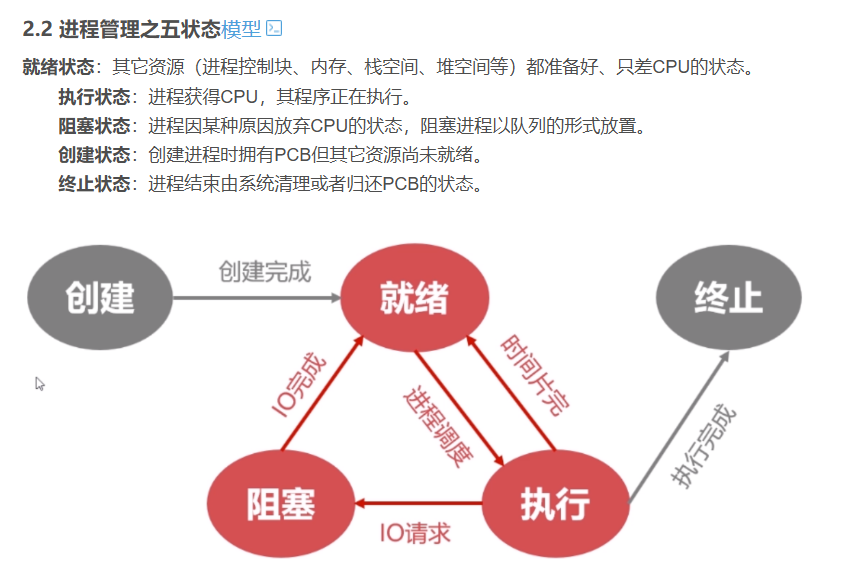 2.2 进程管理之五状态模型
就绪状态：其它资源（进程控制块、内存、栈空间、堆空间等）都准备好、只差CPU的状态。
执行状态：进程获得CPU，其程序正在执行。
阻塞状态：进程因某种原因放弃CPU的状态，阻塞进程以队列的形式放置。
创建状态：创建进程时拥有PCB但其它资源尚未就绪。
终止状态：进程结束由系统清理或者归还PCB的状态。
创建
创建完成
就绪
终止
IO完成
进程调度
时间片完
执行完成
阻塞
IO请求
执行